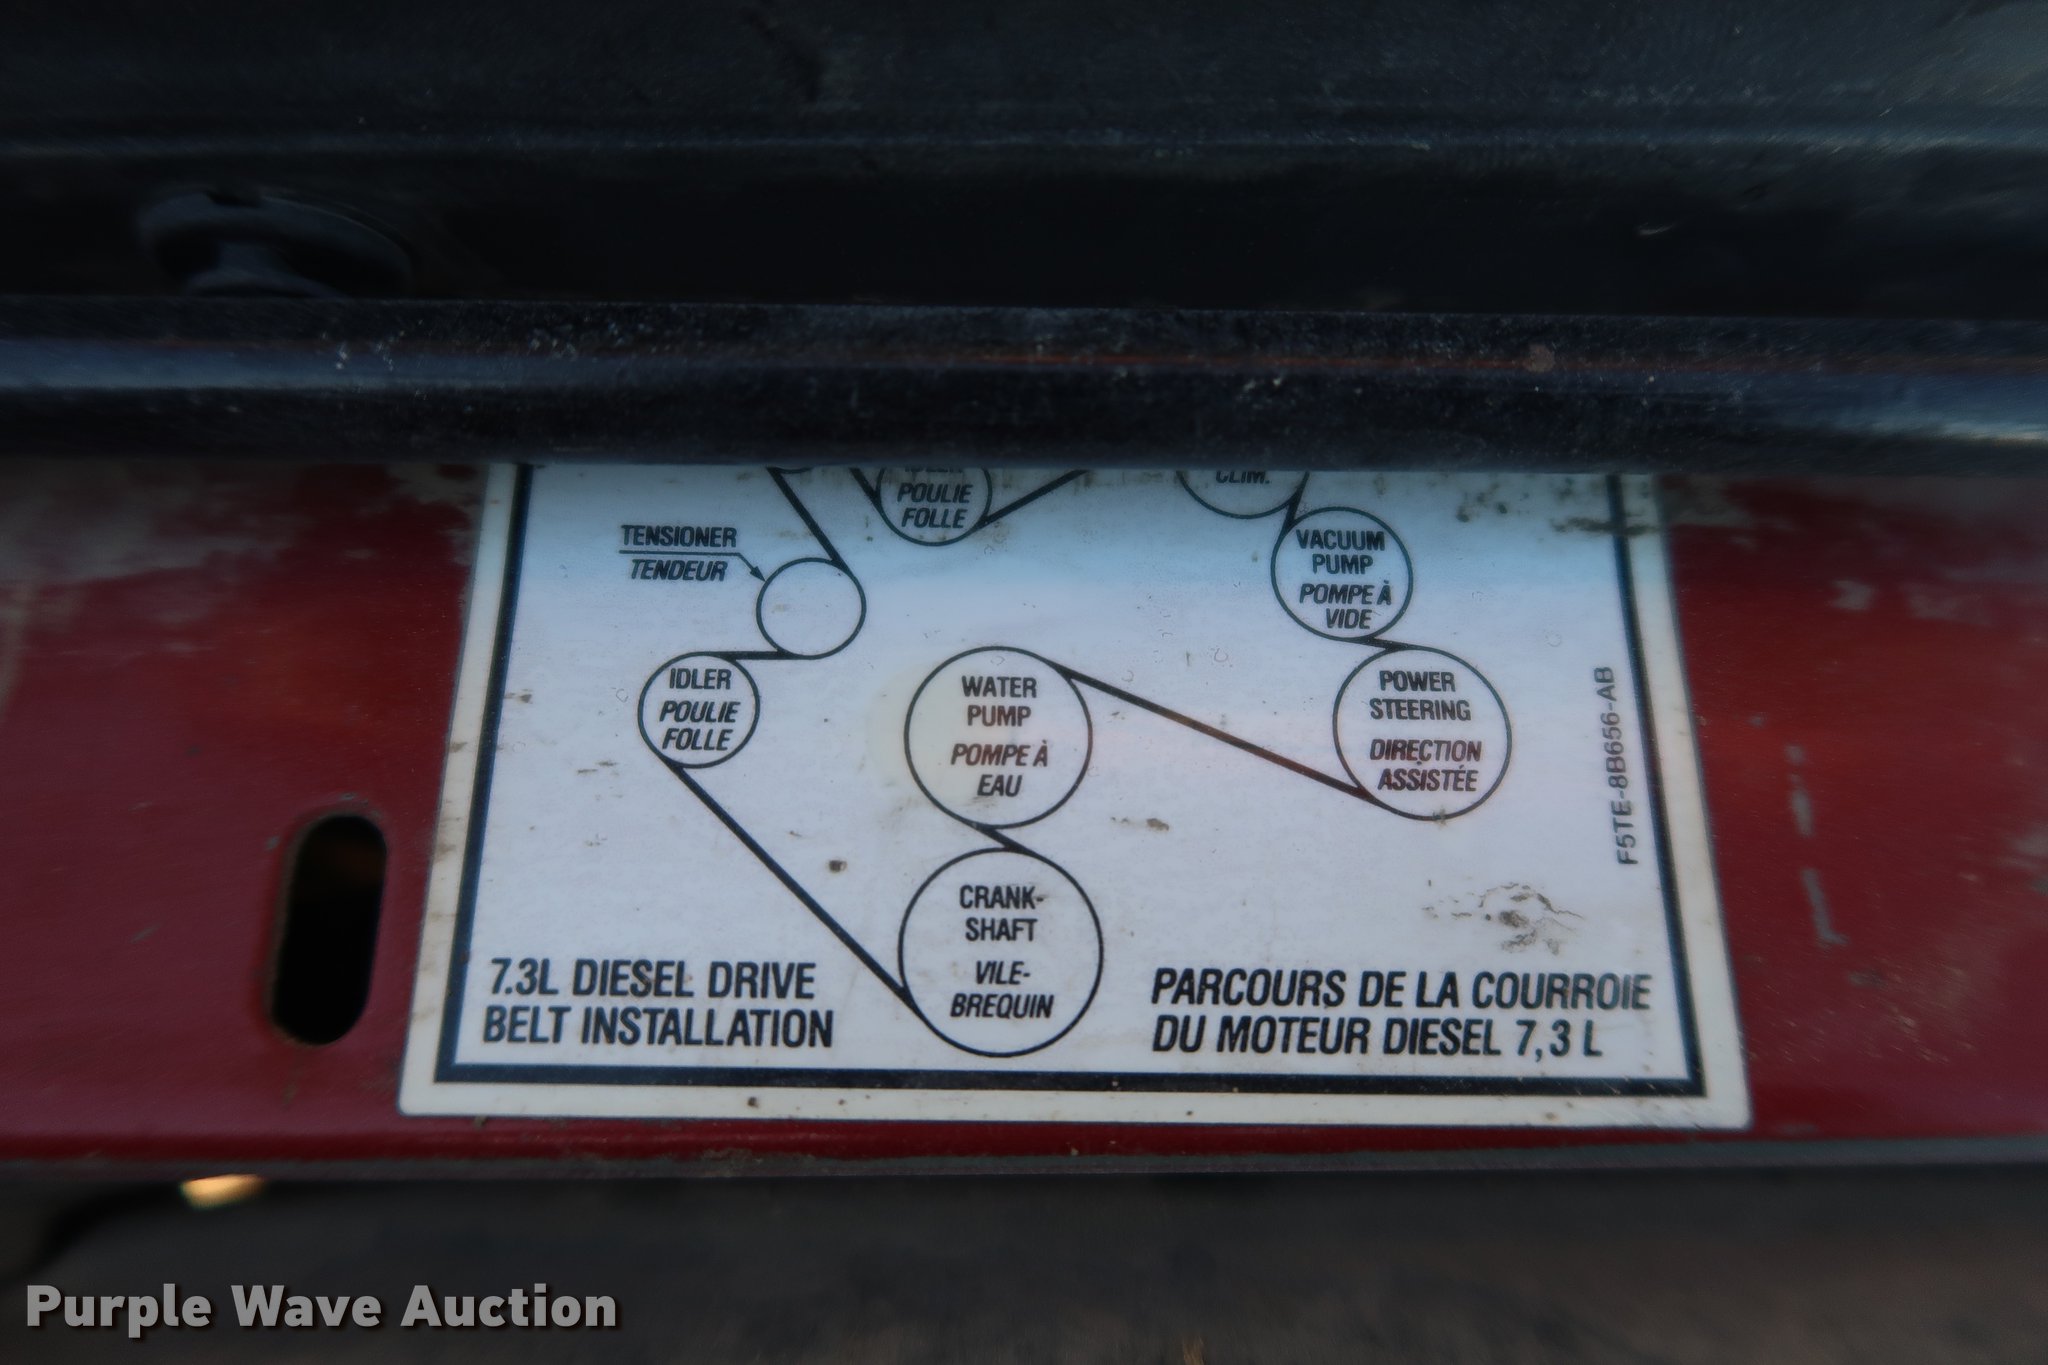 POULIE
FOLLE
CLIM.
TENSIONER
TENDEUR
VACUUM
PUMP
POMPE À
VIDE
IDLER
POULIE
FOLLE
WATER
PUMP
POMPE À
EAU
POWER
STEERING
DIRECTION
ASSISTÉE
F5TE-8B656-AB
CRANK-
SHAFT
VILE-
BREQUIN
7.3L DIESEL DRIVE
BELT INSTALLATION
PARCOURS DE LA COURROIE
DU MOTEUR DIESEL 7,3 L
Purple Wave Auction